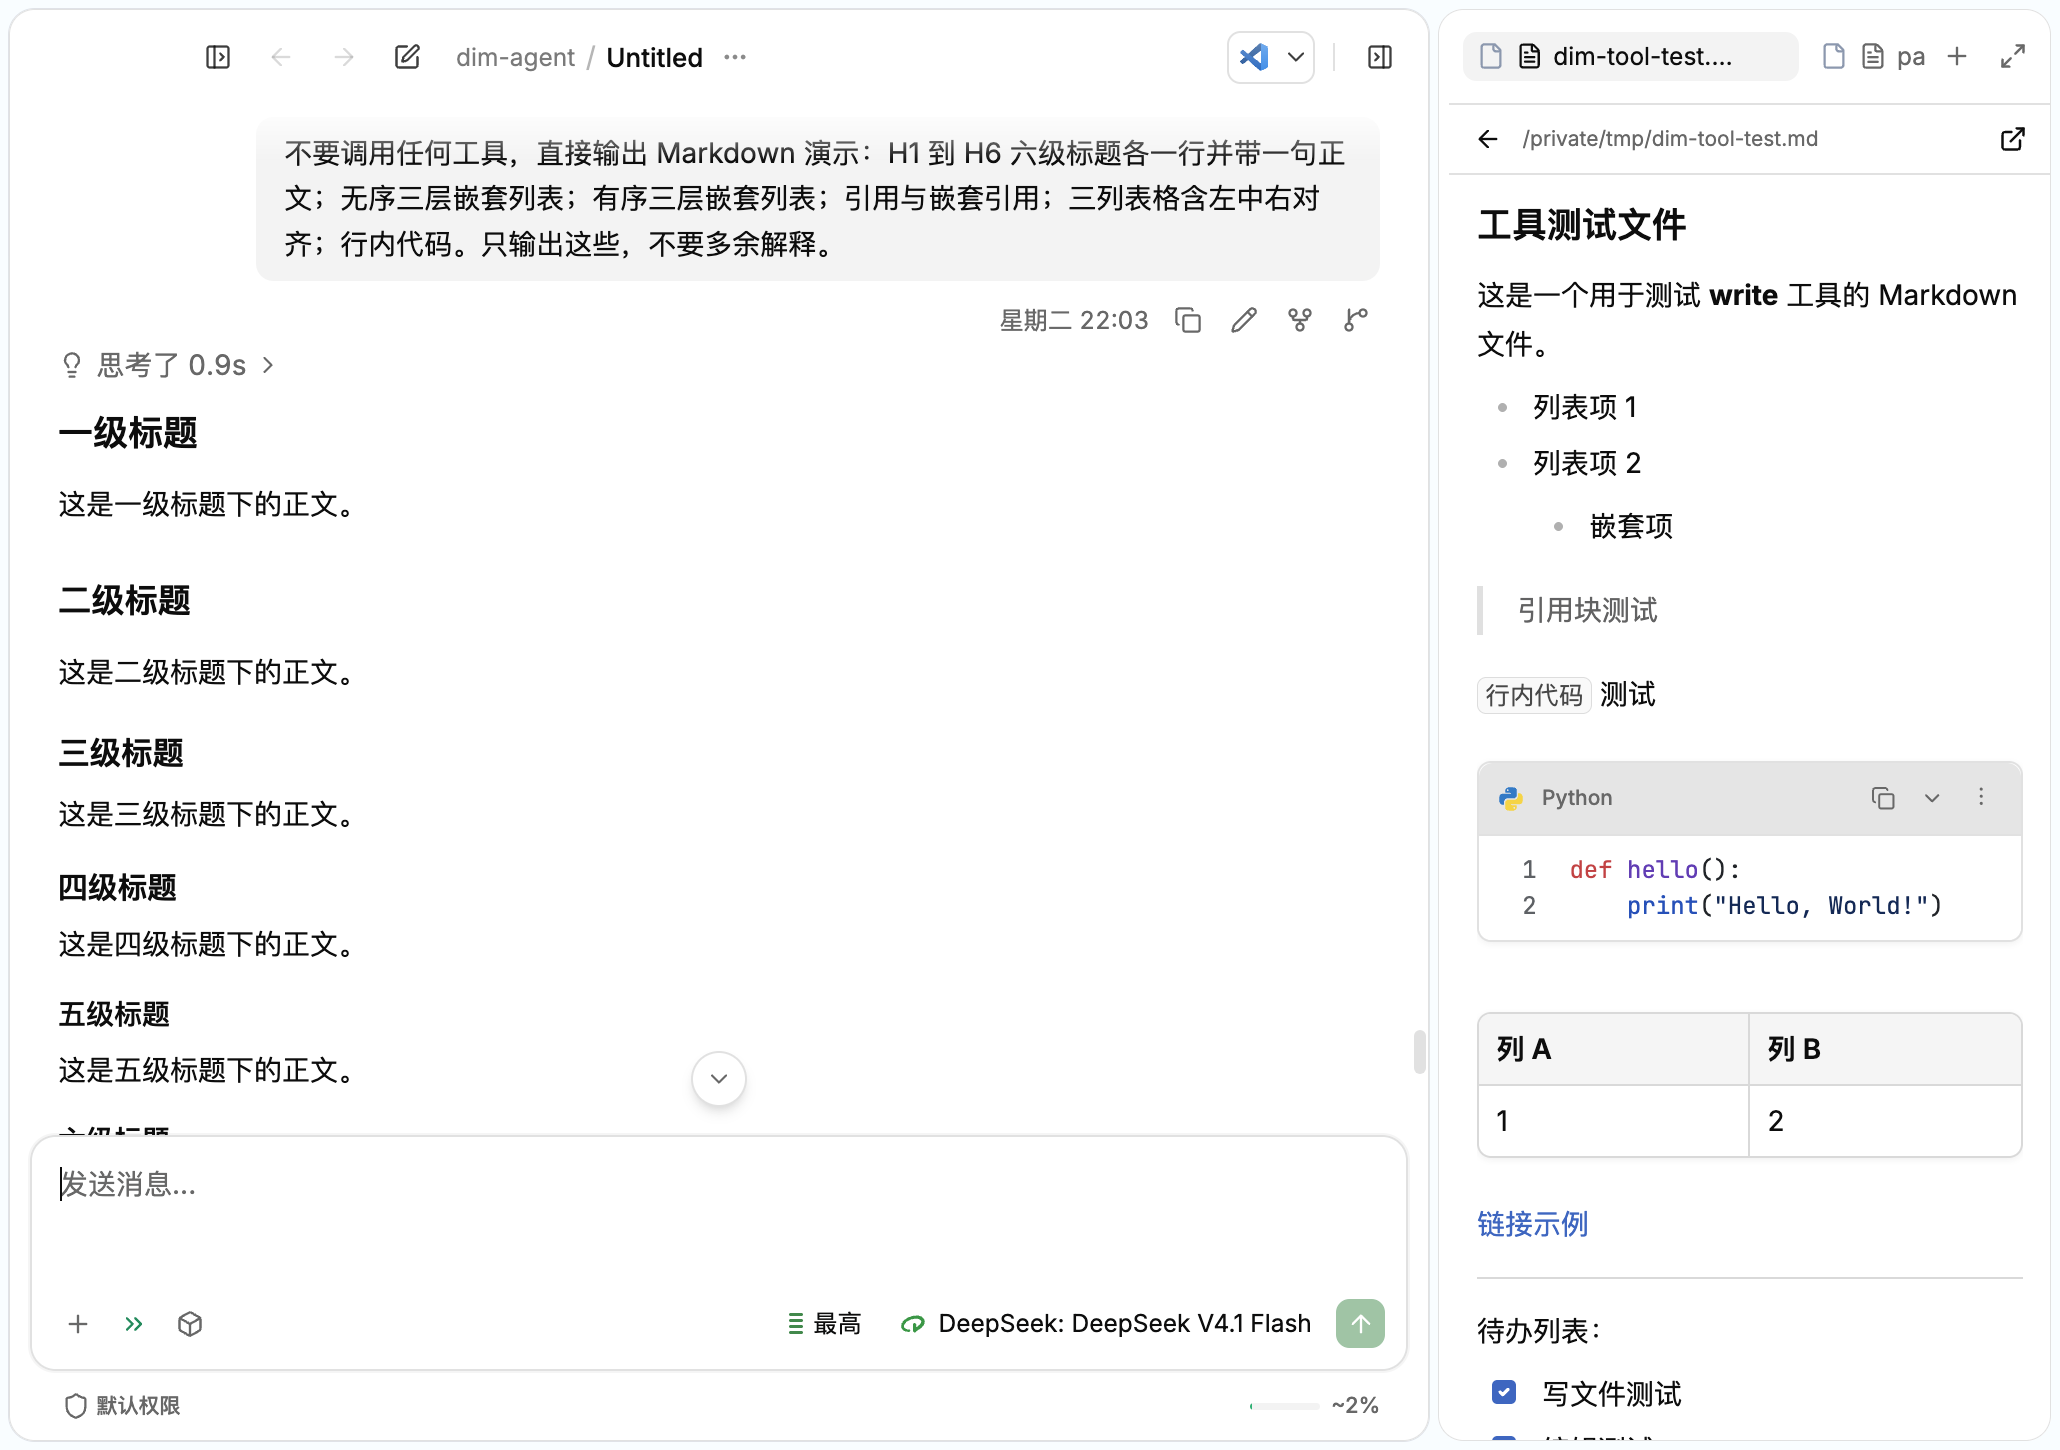 dim-agent / Untitled
不要调用任何工具，直接输出 Markdown 演示：H1 到 H6 六级标题各一行并带一句正
文；无序三层嵌套列表；有序三层嵌套列表；引用与嵌套引用；三列表格含左中右对
齐；行内代码。只输出这些，不要多余解释。
星期二 22:03
思考了 0.9s
一级标题
这是一级标题下的正文。
二级标题
这是二级标题下的正文。
三级标题
这是三级标题下的正文。
四级标题
这是四级标题下的正文。
五级标题
这是五级标题下的正文。
发送消息...
最高 DeepSeek: DeepSeek V4.1 Flash
默认权限 ~2%
dim-tool-test.... pa
/private/tmp/dim-tool-test.md
工具测试文件
这是一个用于测试 write 工具的 Markdown
文件。
列表项 1
列表项 2
嵌套项
引用块测试
行内代码 测试
Python
1 def hello():
2 print("Hello, World!")
列 A 列 B
1 2
链接示例
待办列表：
写文件测试